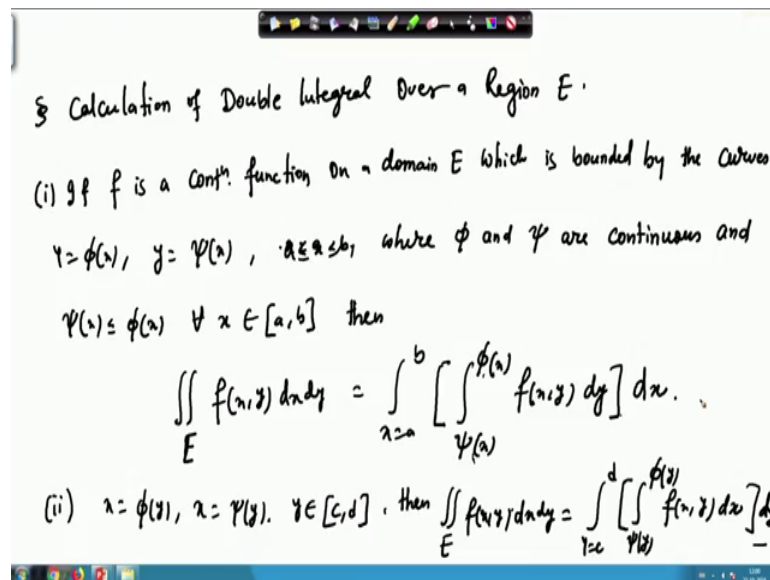 § Calculation of Double Integral Over a Region E.
(i) If f is a contn. function on a domain E which is bounded by the curves
y = φ(x), y = ψ(x), a ≤ x ≤ b, where φ and ψ are continuous and
ψ(x) ≤ φ(x) ∀ x ∈ [a, b] then
∬_E f(x,y) dx dy = ∫_{x=a}^{b} [ ∫_{ψ(x)}^{φ(x)} f(x,y) dy ] dx.
(ii) x = φ(y), x = ψ(y). y ∈ [c,d]. then ∬_E f(x,y) dx dy = ∫_{y=c}^{d} [ ∫_{ψ(y)}^{φ(y)} f(x,y) dx ] d